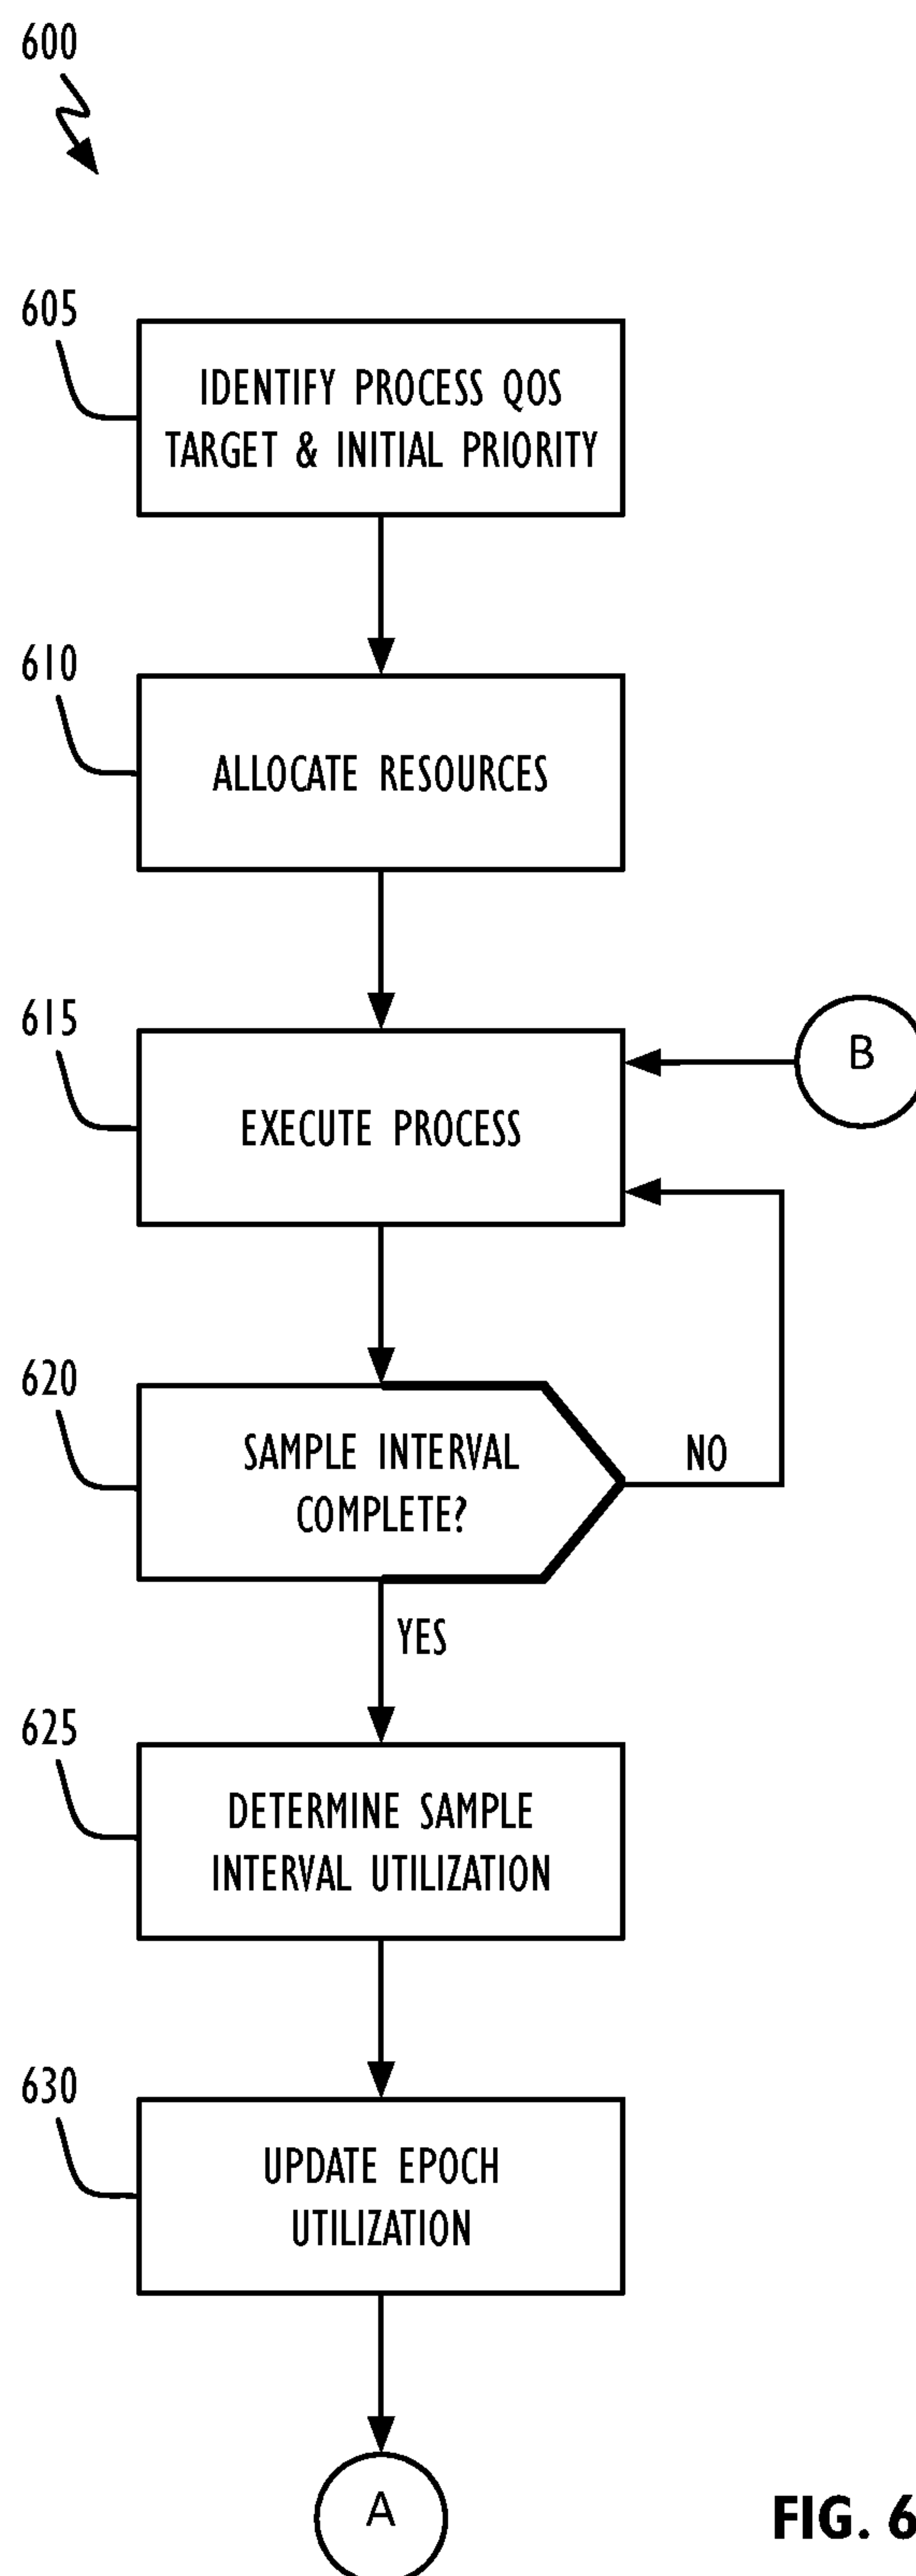 600
605
IDENTIFY PROCESS QOS
TARGET & INITIAL PRIORITY
610
ALLOCATE RESOURCES
615
EXECUTE PROCESS
B
620
SAMPLE INTERVAL
COMPLETE?
NO
YES
625
DETERMINE SAMPLE
INTERVAL UTILIZATION
630
UPDATE EPOCH
UTILIZATION
A
FIG. 6